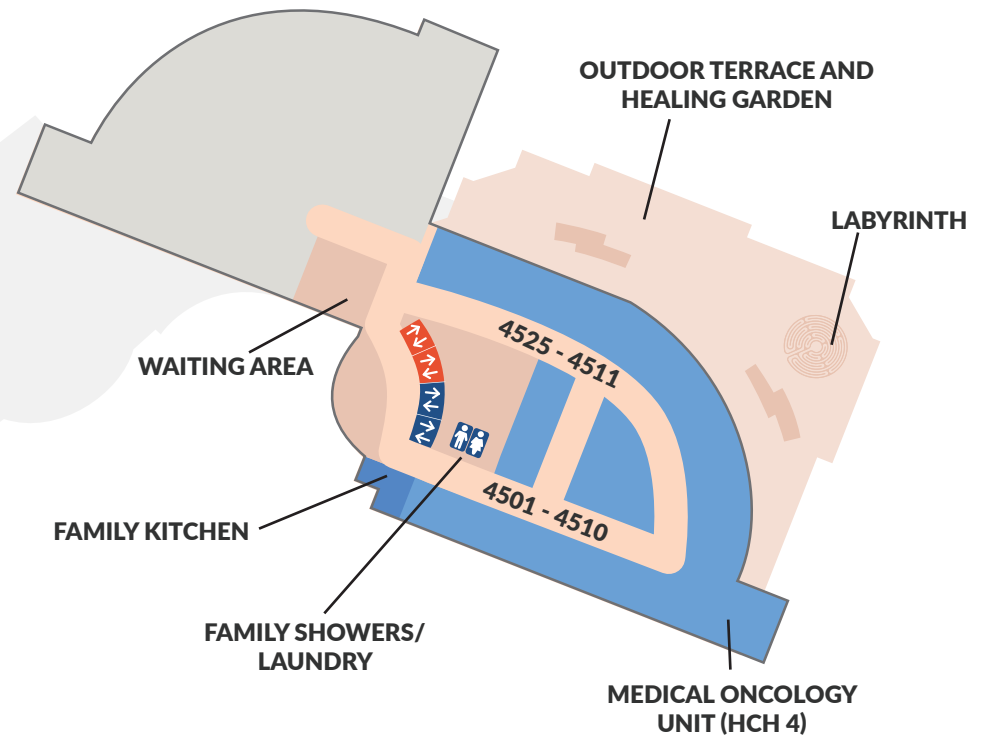 OUTDOOR TERRACE AND
HEALING GARDEN
LABYRINTH
4525 - 4511
WAITING AREA
4501 - 4510
FAMILY KITCHEN
FAMILY SHOWERS/
LAUNDRY
MEDICAL ONCOLOGY
UNIT (HCH 4)